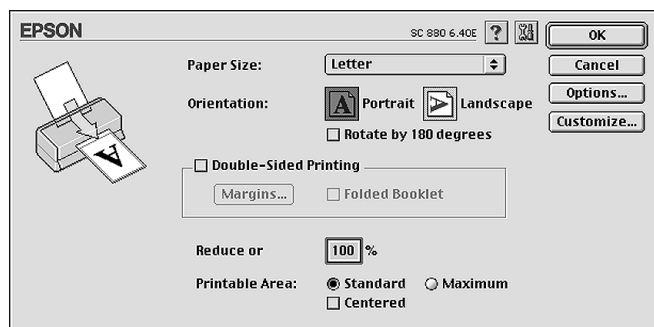 EPSON
SC 880 6.40E
?
OK
Paper Size:
Letter
Cancel
Orientation:
A
Portrait
A
Landscape
Options...
Rotate by 180 degrees
Customize...
A
Double-Sided Printing
Margins...
Folded Booklet
Reduce or
100 %
Printable Area:
Standard
Maximum
Centered